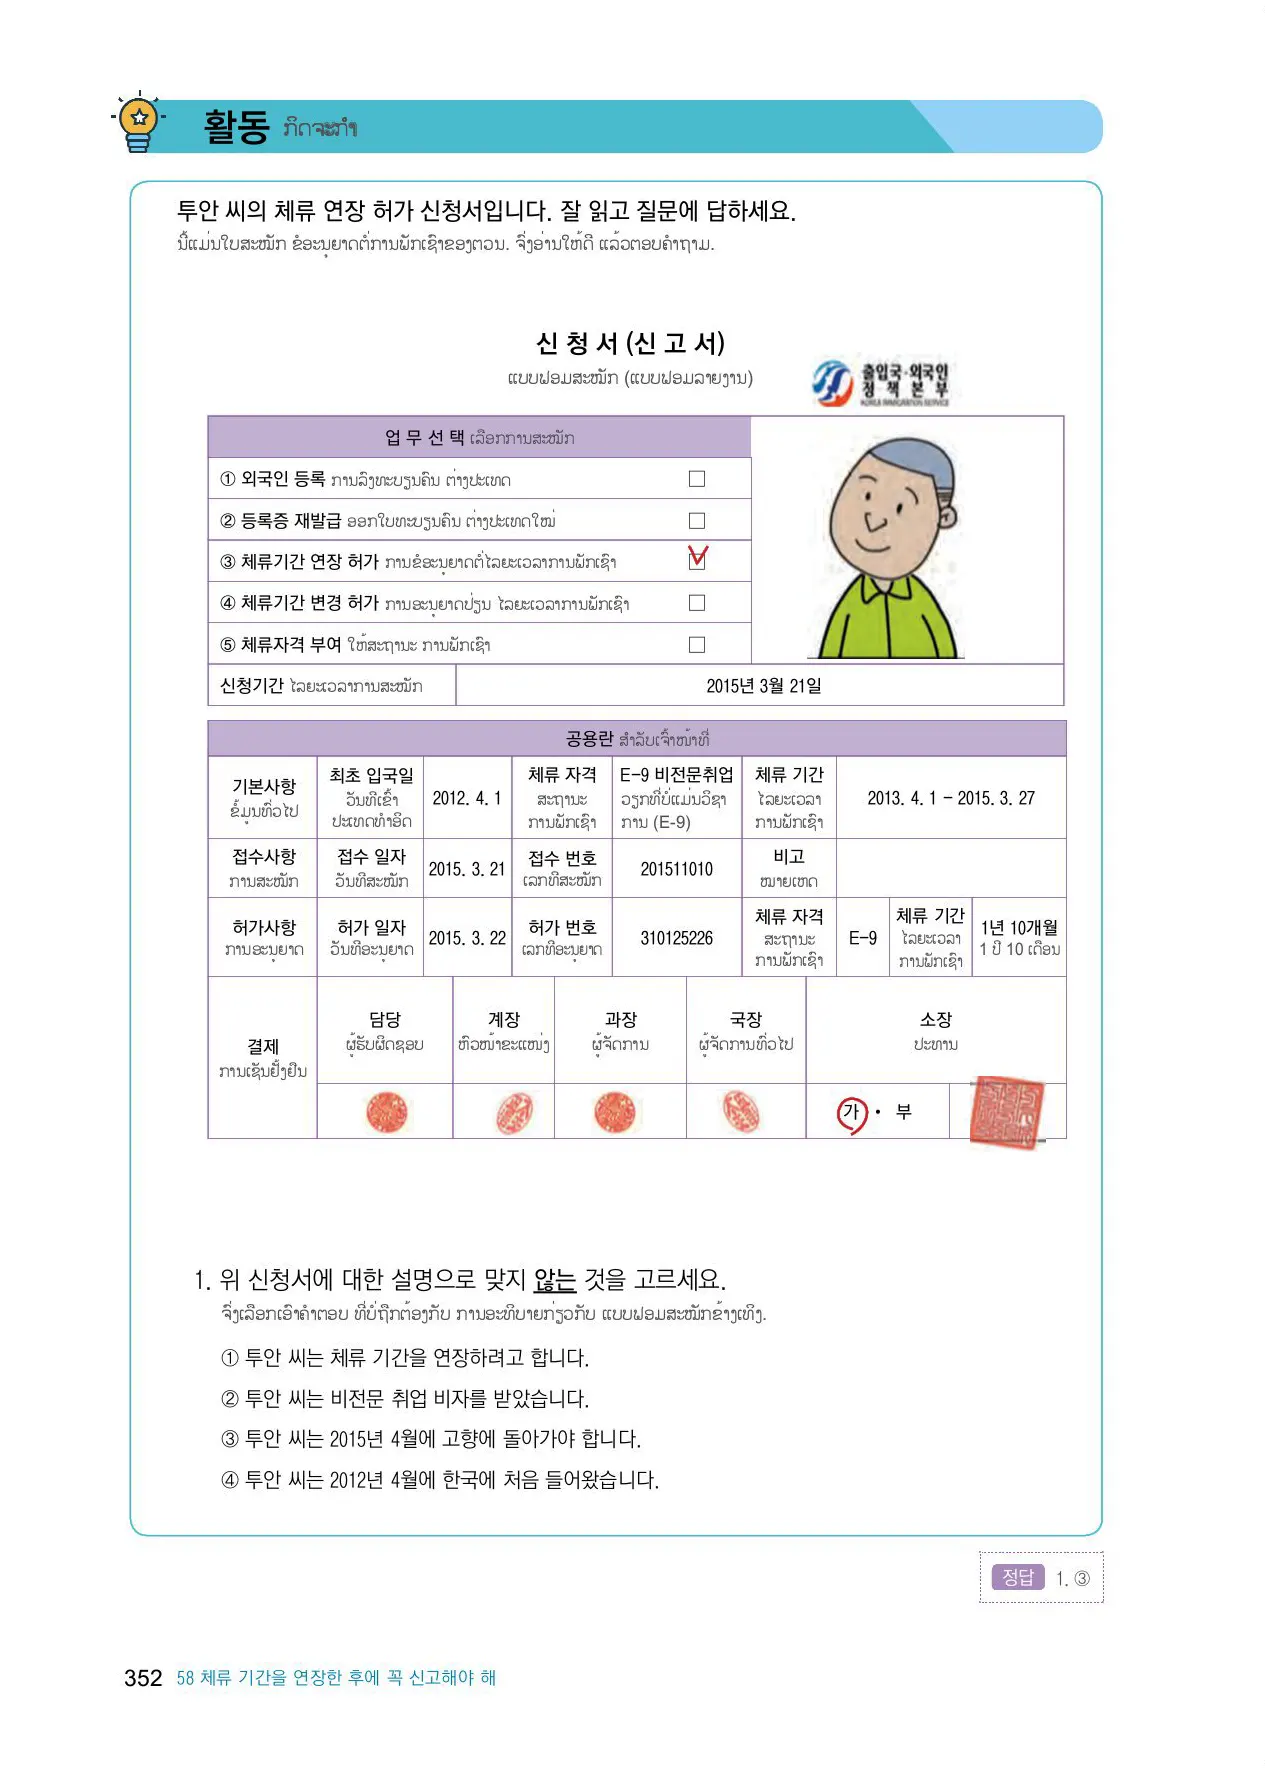 활동 ກິດຈະກຳ
투안 씨의 체류 연장 허가 신청서입니다. 잘 읽고 질문에 답하세요.
ນີ້ແມ່ນໃບສະໝັກ ຂໍອະນຸຍາດຕໍ່ການພັກເຊົາຂອງຕວນ. ຈົ່ງອ່ານໃຫ້ດີ ແລ້ວຕອບຄຳຖາມ.
신 청 서 (신 고 서)
ແບບຟອມສະໝັກ (ແບບຟອມລາຍງານ)
출입국·외국인
정 책 본 부
KOREA IMMIGRATION SERVICE
업 무 선 택 ເລືອກການສະໝັກ
① 외국인 등록 ການລົງທະບຽນຄົນ ຕ່າງປະເທດ □
② 등록증 재발급 ອອກໃບທະບຽນຄົນ ຕ່າງປະເທດໃໝ່ □
③ 체류기간 연장 허가 ການຂໍອະນຸຍາດຕໍ່ໄລຍະເວລາການພັກເຊົາ ☑
④ 체류기간 변경 허가 ການອະນຸຍາດປ່ຽນ ໄລຍະເວລາການພັກເຊົາ □
⑤ 체류자격 부여 ໃຫ້ສະຖານະ ການພັກເຊົາ □
신청기간 ໄລຍະເວລາການສະໝັກ 2015년 3월 21일
공용란 ສຳລັບເຈົ້າໜ້າທີ່
기본사항
ຂໍ້ມູນທົ່ວໄປ
최초 입국일
ວັນທີເຂົ້າ
ປະເທດທຳອິດ
2012. 4. 1
체류 자격
ສະຖານະ
ການພັກເຊົາ
E-9 비전문취업
ວຽກທີ່ບໍ່ແມ່ນວິຊາ
ການ (E-9)
체류 기간
ໄລຍະເວລາ
ການພັກເຊົາ
2013. 4. 1 - 2015. 3. 27
접수사항
ການສະໝັກ
접수 일자
ວັນທີສະໝັກ
2015. 3. 21
접수 번호
ເລກທີສະໝັກ
201511010
비고
ໝາຍເຫດ
허가사항
ການອະນຸຍາດ
허가 일자
ວັນທີອະນຸຍາດ
2015. 3. 22
허가 번호
ເລກທີອະນຸຍາດ
310125226
체류 자격
ສະຖານະ
ການພັກເຊົາ
E-9
체류 기간
ໄລຍະເວລາ
ການພັກເຊົາ
1년 10개월
1 ປີ 10 ເດືອນ
결제
ການເຊັນຢັ້ງຢືນ
담당
ຜູ້ຮັບຜິດຊອບ
계장
ຫົວໜ້າຂະແໜ່ງ
과장
ຜູ້ຈັດການ
국장
ຜູ້ຈັດການທົ່ວໄປ
소장
ປະທານ
가 · 부
1. 위 신청서에 대한 설명으로 맞지 않는 것을 고르세요.
ຈົ່ງເລືອກເອົາຄຳຕອບ ທີ່ບໍ່ຖືກຕ້ອງກັບ ການອະທິບາຍກ່ຽວກັບ ແບບຟອມສະໝັກຂ້າງເທິງ.
① 투안 씨는 체류 기간을 연장하려고 합니다.
② 투안 씨는 비전문 취업 비자를 받았습니다.
③ 투안 씨는 2015년 4월에 고향에 돌아가야 합니다.
④ 투안 씨는 2012년 4월에 한국에 처음 들어왔습니다.
정답 1. ③
352 58 체류 기간을 연장한 후에 꼭 신고해야 해